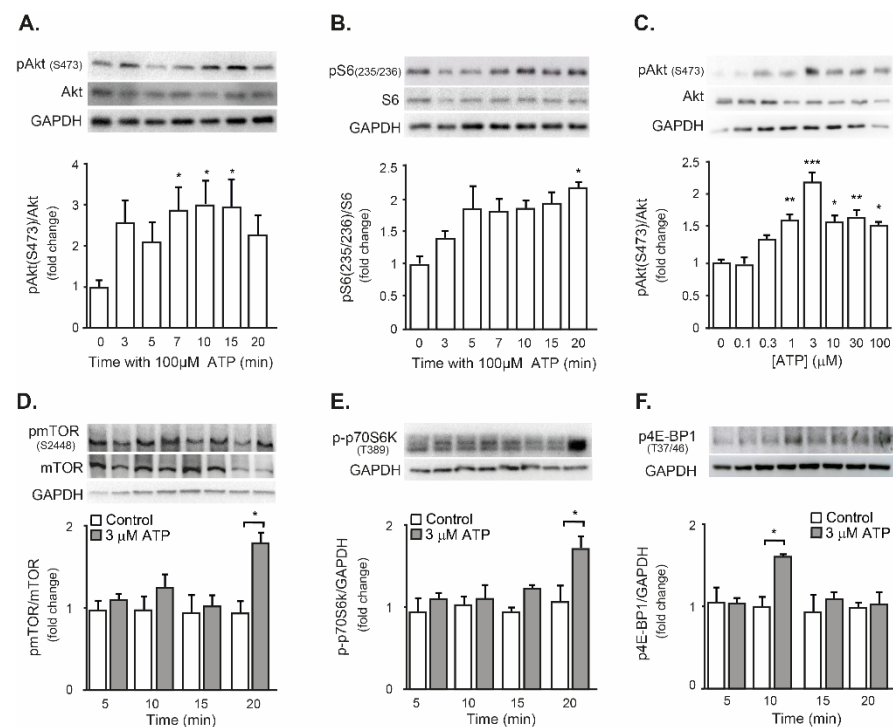 A.
pAkt (S473)
Akt
GAPDH
pAkt(S473)/Akt
(fold change)
5
4
3
2
1
0
* * *
0 3 5 7 10 15 20
Time with 100μM ATP (min)
B.
pS6(235/236)
S6
GAPDH
pS6(235/236)/S6
(fold change)
2.5
2
1.5
1
0.5
0
*
0 3 5 7 10 15 20
Time with 100μM ATP (min)
C.
pAkt (S473)
Akt
GAPDH
pAkt(S473)/Akt
(fold change)
2.5
2
1.5
1
0.5
0
** *** * ** *
0 0.1 0.3 1 3 10 30 100
[ATP] (μM)
D.
pmTOR
(S2448)
mTOR
GAPDH
pmTOR/mTOR
(fold change)
2
1
0
Control
3 μM ATP
*
5 10 15 20
Time (min)
E.
p-p70S6K
(T389)
GAPDH
p-p70S6k/GAPDH
(fold change)
2
1
0
Control
3 μM ATP
*
5 10 15 20
Time (min)
F.
p4E-BP1
(T37/46)
GAPDH
p4E-BP1/GAPDH
(fold change)
2
1
0
Control
3 μM ATP
*
5 10 15 20
Time (min)